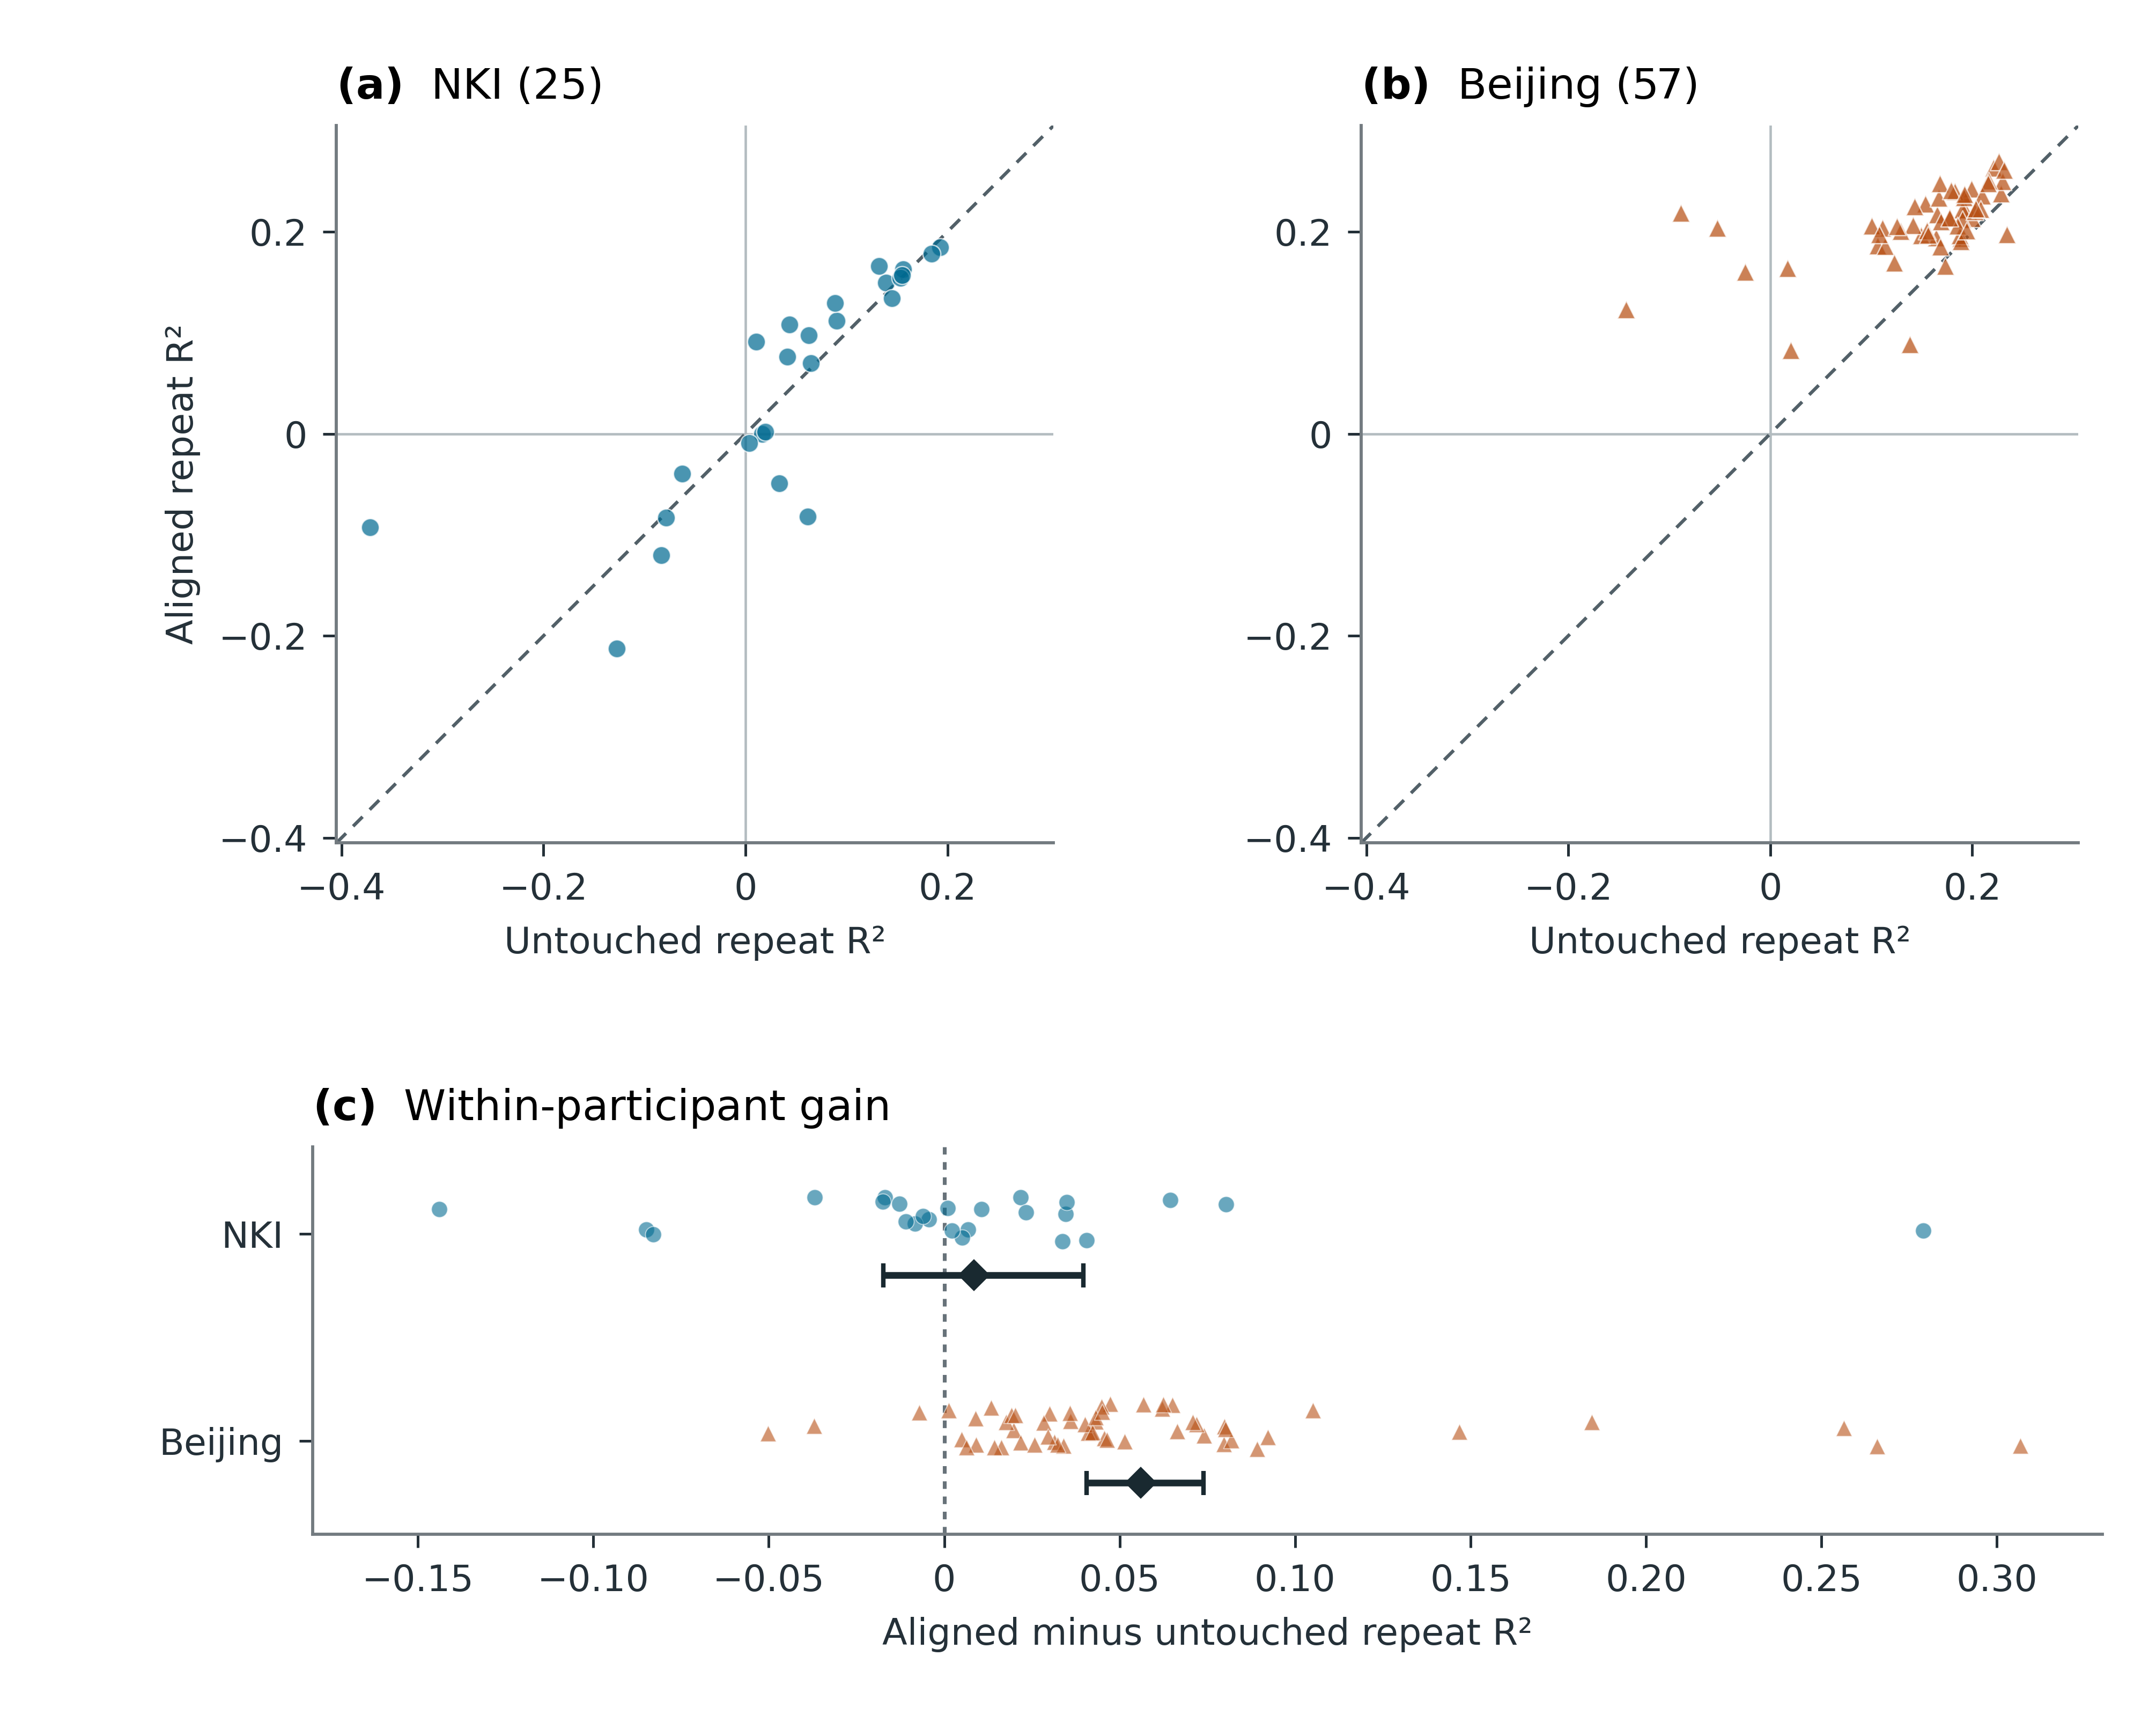 (a) NKI (25)
Aligned repeat R²
0.2
0
−0.2
−0.4
−0.4 −0.2 0 0.2
Untouched repeat R²
(b) Beijing (57)
0.2
0
−0.2
−0.4
−0.4 −0.2 0 0.2
Untouched repeat R²
(c) Within-participant gain
NKI
Beijing
−0.15 −0.10 −0.05 0 0.05 0.10 0.15 0.20 0.25 0.30
Aligned minus untouched repeat R²